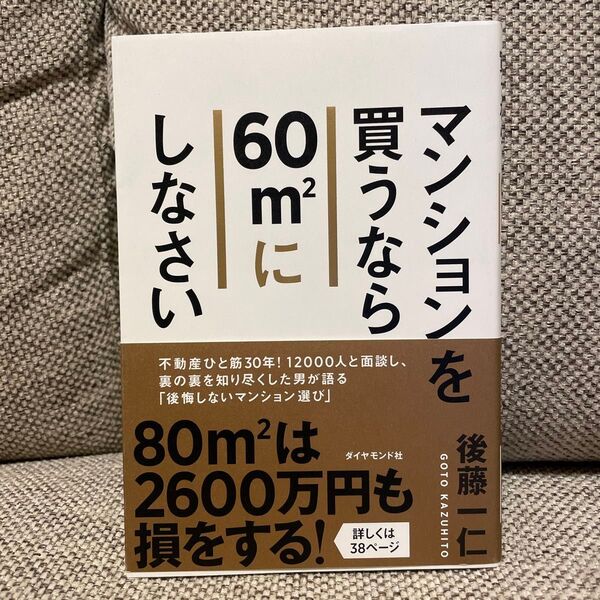 マンションを
買うなら
60㎡に
しなさい
不動産ひと筋30年！12000人と面談し、
裏の裏を知り尽くした男が語る
「後悔しないマンション選び」
80㎡は
2600万円も
損をする！
詳しくは
38ページ
ダイヤモンド社
後藤一仁
GOTO KAZUHITO